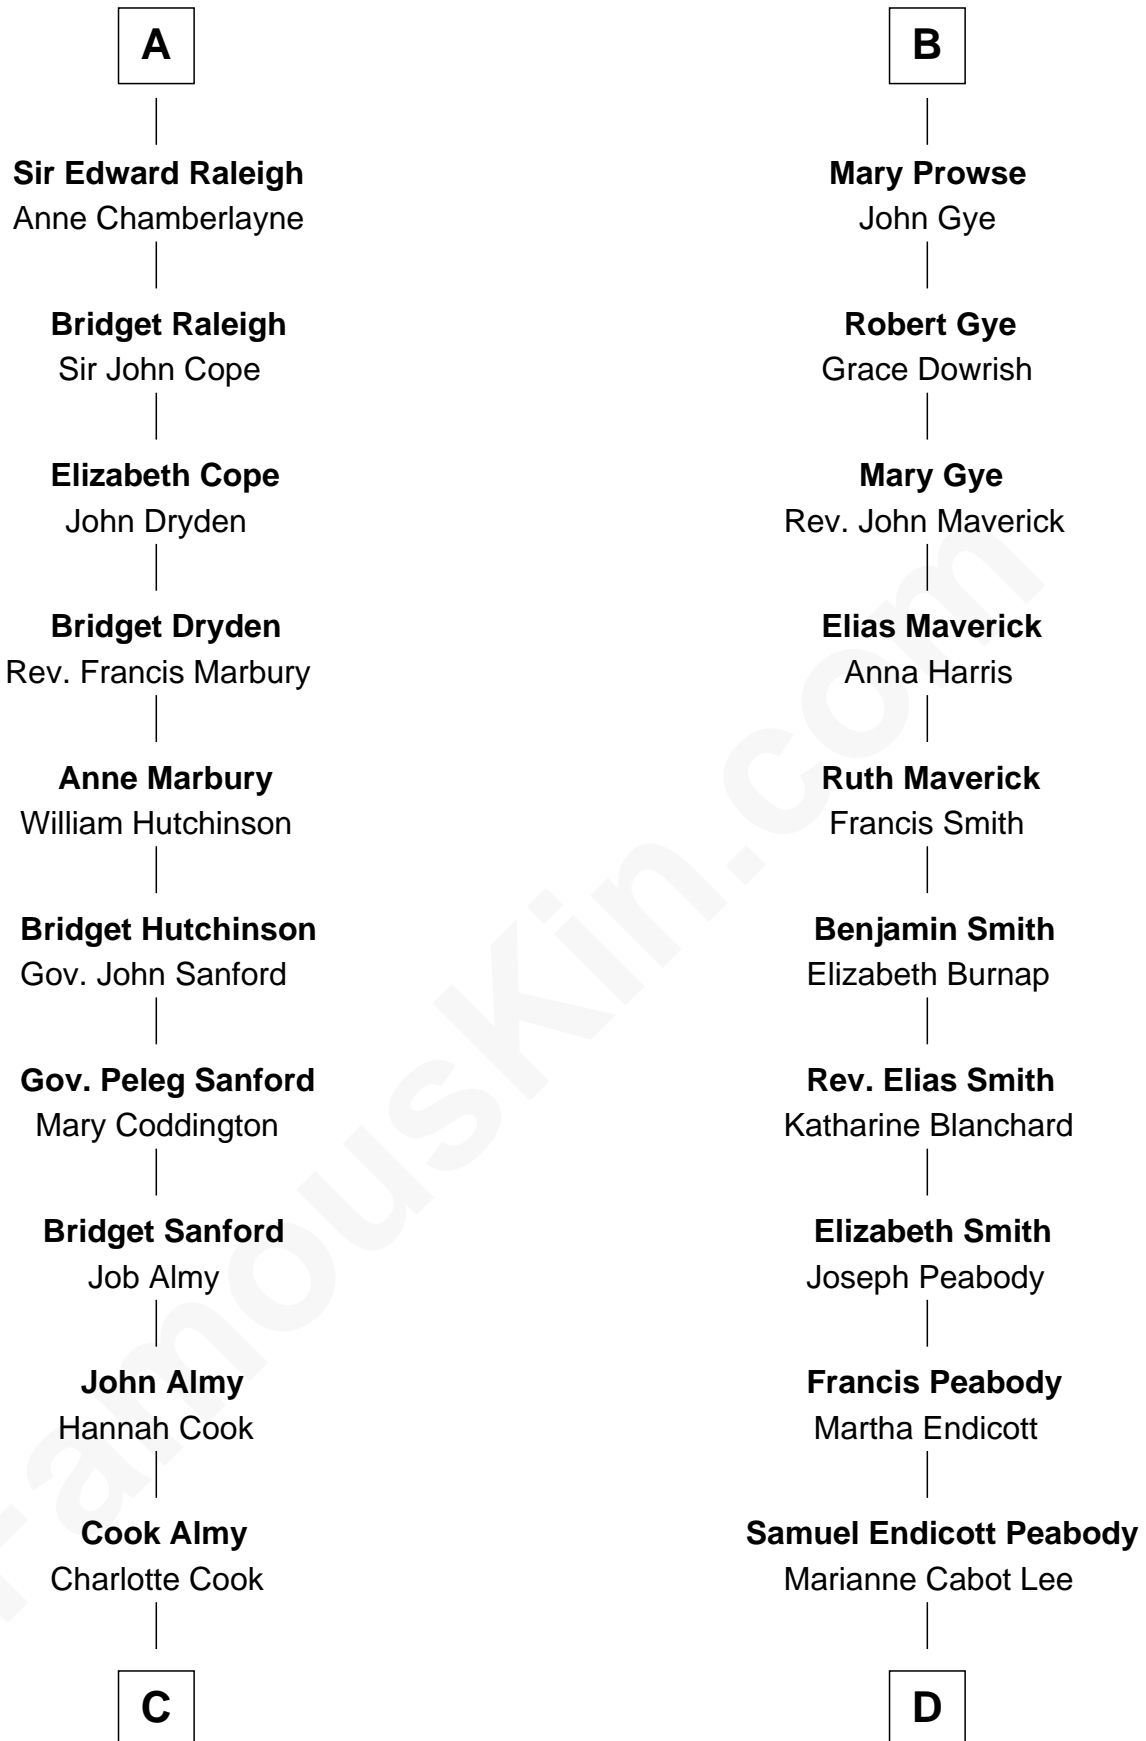 A
Sir Edward Raleigh
Anne Chamberlayne
Bridget Raleigh
Sir John Cope
Elizabeth Cope
John Dryden
Bridget Dryden
Rev. Francis Marbury
Anne Marbury
William Hutchinson
Bridget Hutchinson
Gov. John Sanford
Gov. Peleg Sanford
Mary Coddington
Bridget Sanford
Job Almy
John Almy
Hannah Cook
Cook Almy
Charlotte Cook
C
B
Mary Prowse
John Gye
Robert Gye
Grace Dowrish
Mary Gye
Rev. John Maverick
Elias Maverick
Anna Harris
Ruth Maverick
Francis Smith
Benjamin Smith
Elizabeth Burnap
Rev. Elias Smith
Katharine Blanchard
Elizabeth Smith
Joseph Peabody
Francis Peabody
Martha Endicott
Samuel Endicott Peabody
Marianne Cabot Lee
D
FamousKin.com